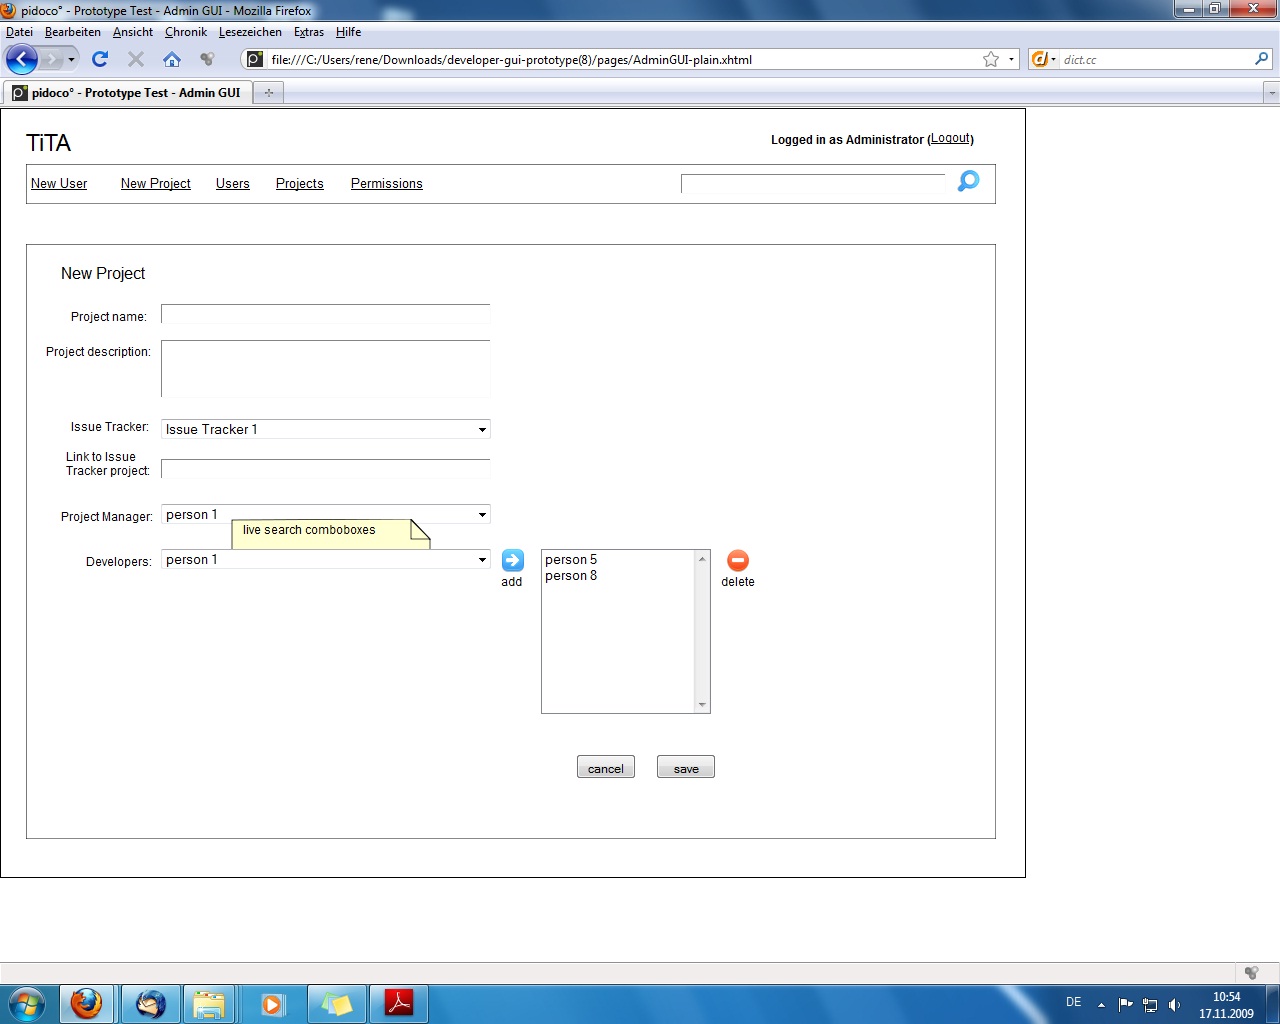 pidoco° - Prototype Test - Admin GUI - Mozilla Firefox
Datei Bearbeiten Ansicht Chronik Lesezeichen Extras Hilfe
file:///C:/Users/rene/Downloads/developer-gui-prototype(8)/pages/AdminGUI-plain.xhtml
dict.cc
pidoco° - Prototype Test - Admin GUI
TiTA
Logged in as Administrator (Logout)
New User New Project Users Projects Permissions
New Project
Project name:
Project description:
Issue Tracker: Issue Tracker 1
Link to Issue
Tracker project:
Project Manager: person 1
live search comboboxes
Developers: person 1
add
person 5
person 8
delete
cancel save
DE
10:54
17.11.2009